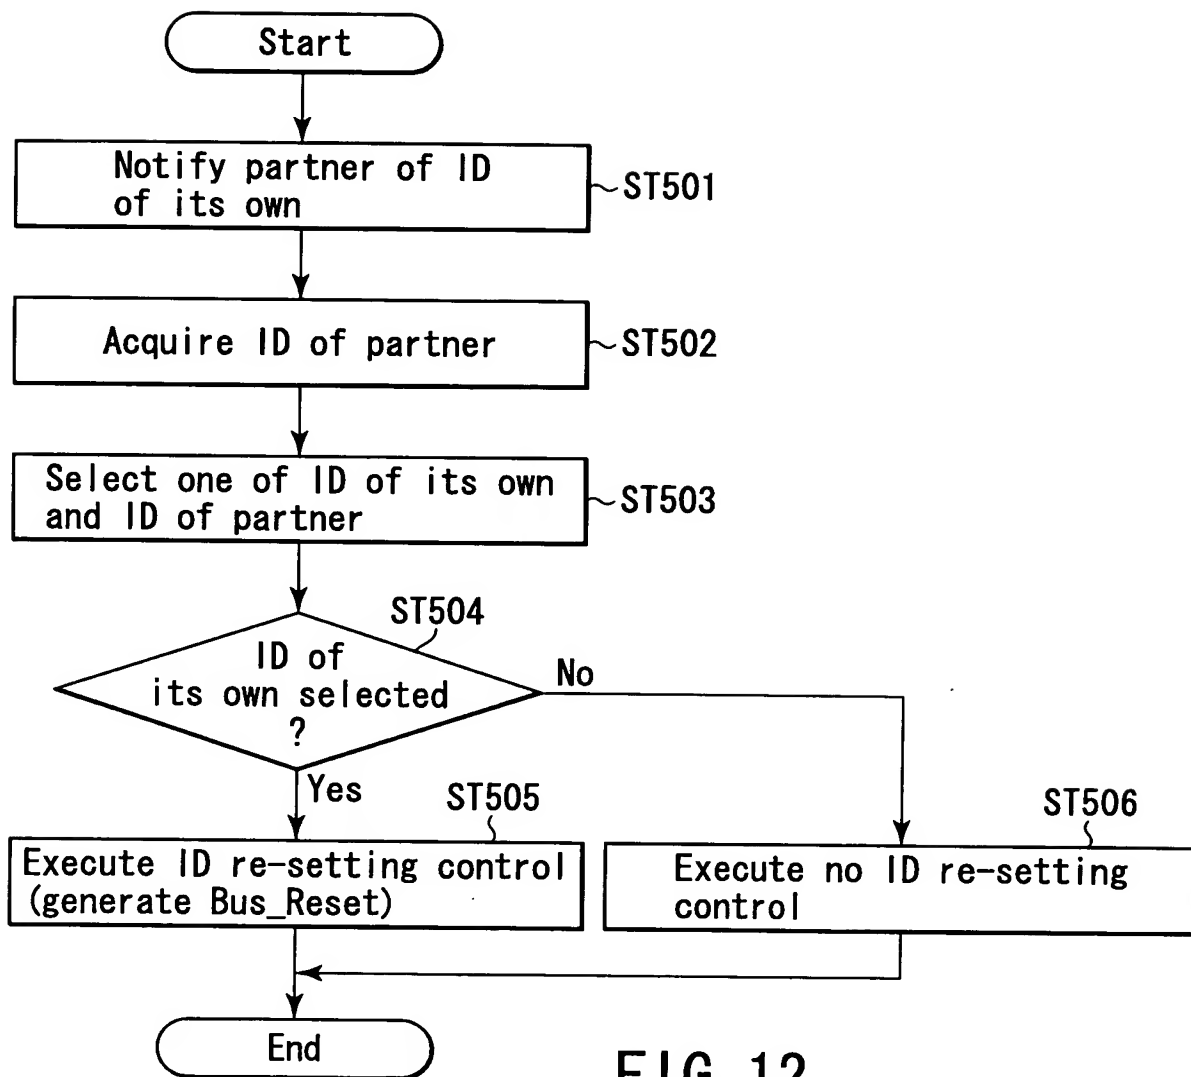 Start
Notify partner of ID
of its own
ST501
Acquire ID of partner
ST502
Select one of ID of its own
and ID of partner
ST503
ST504
ID of
its own selected
?
No
Yes
ST505
Execute ID re-setting control
(generate Bus_Reset)
ST506
Execute no ID re-setting
control
End
FIG. 12